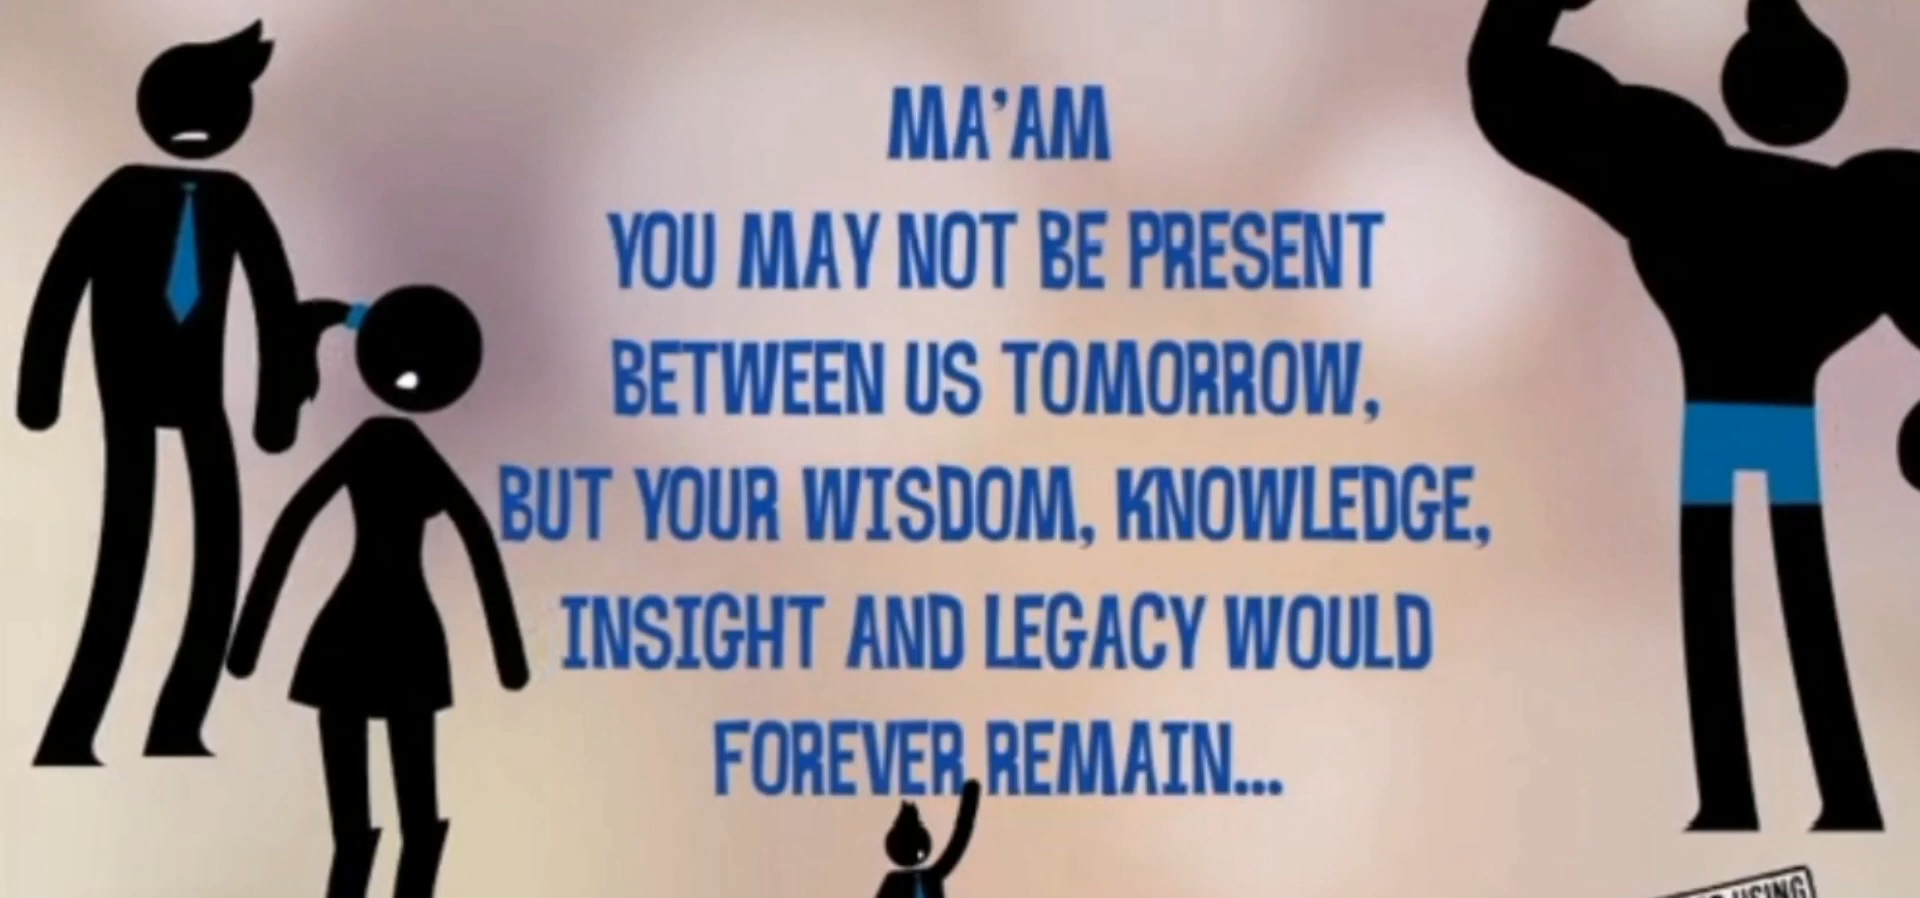 MA'AM
YOU MAY NOT BE PRESENT
BETWEEN US TOMORROW,
BUT YOUR WISDOM, KNOWLEDGE,
INSIGHT AND LEGACY WOULD
FOREVER REMAIN...
USING